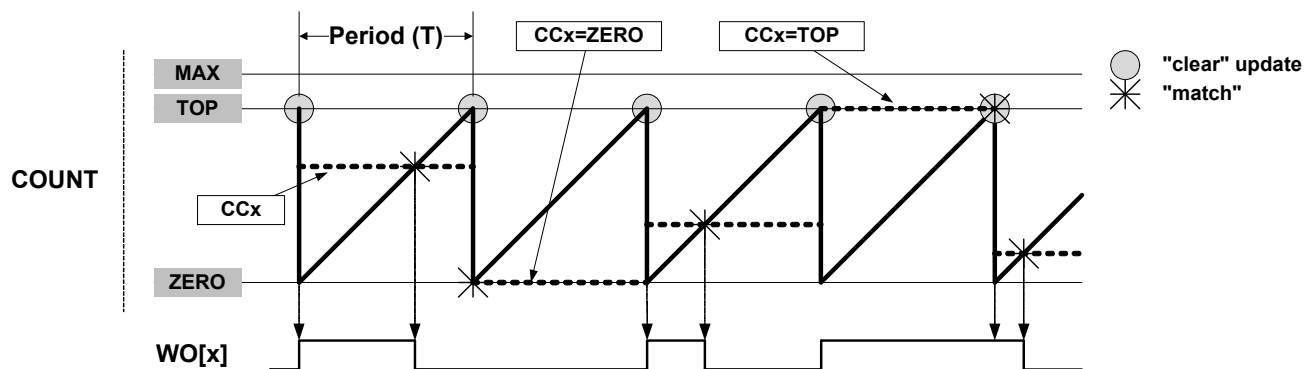 Period (T)
CCx=ZERO
CCx=TOP
MAX
TOP
"clear" update
"match"
COUNT
CCx
ZERO
WO[x]